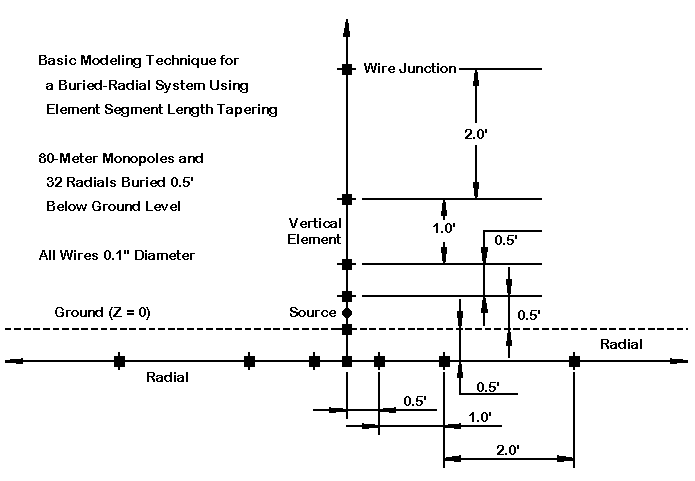 Basic Modeling Technique for
a Buried-Radial System Using
Element Segment Length Tapering
80-Meter Monopoles and
32 Radials Buried 0.5'
Below Ground Level
All Wires 0.1" Diameter
Wire Junction
2.0'
Vertical
Element
1.0'
0.5'
Ground (Z = 0)
Source
0.5'
Radial
Radial
0.5'
0.5'
1.0'
2.0'